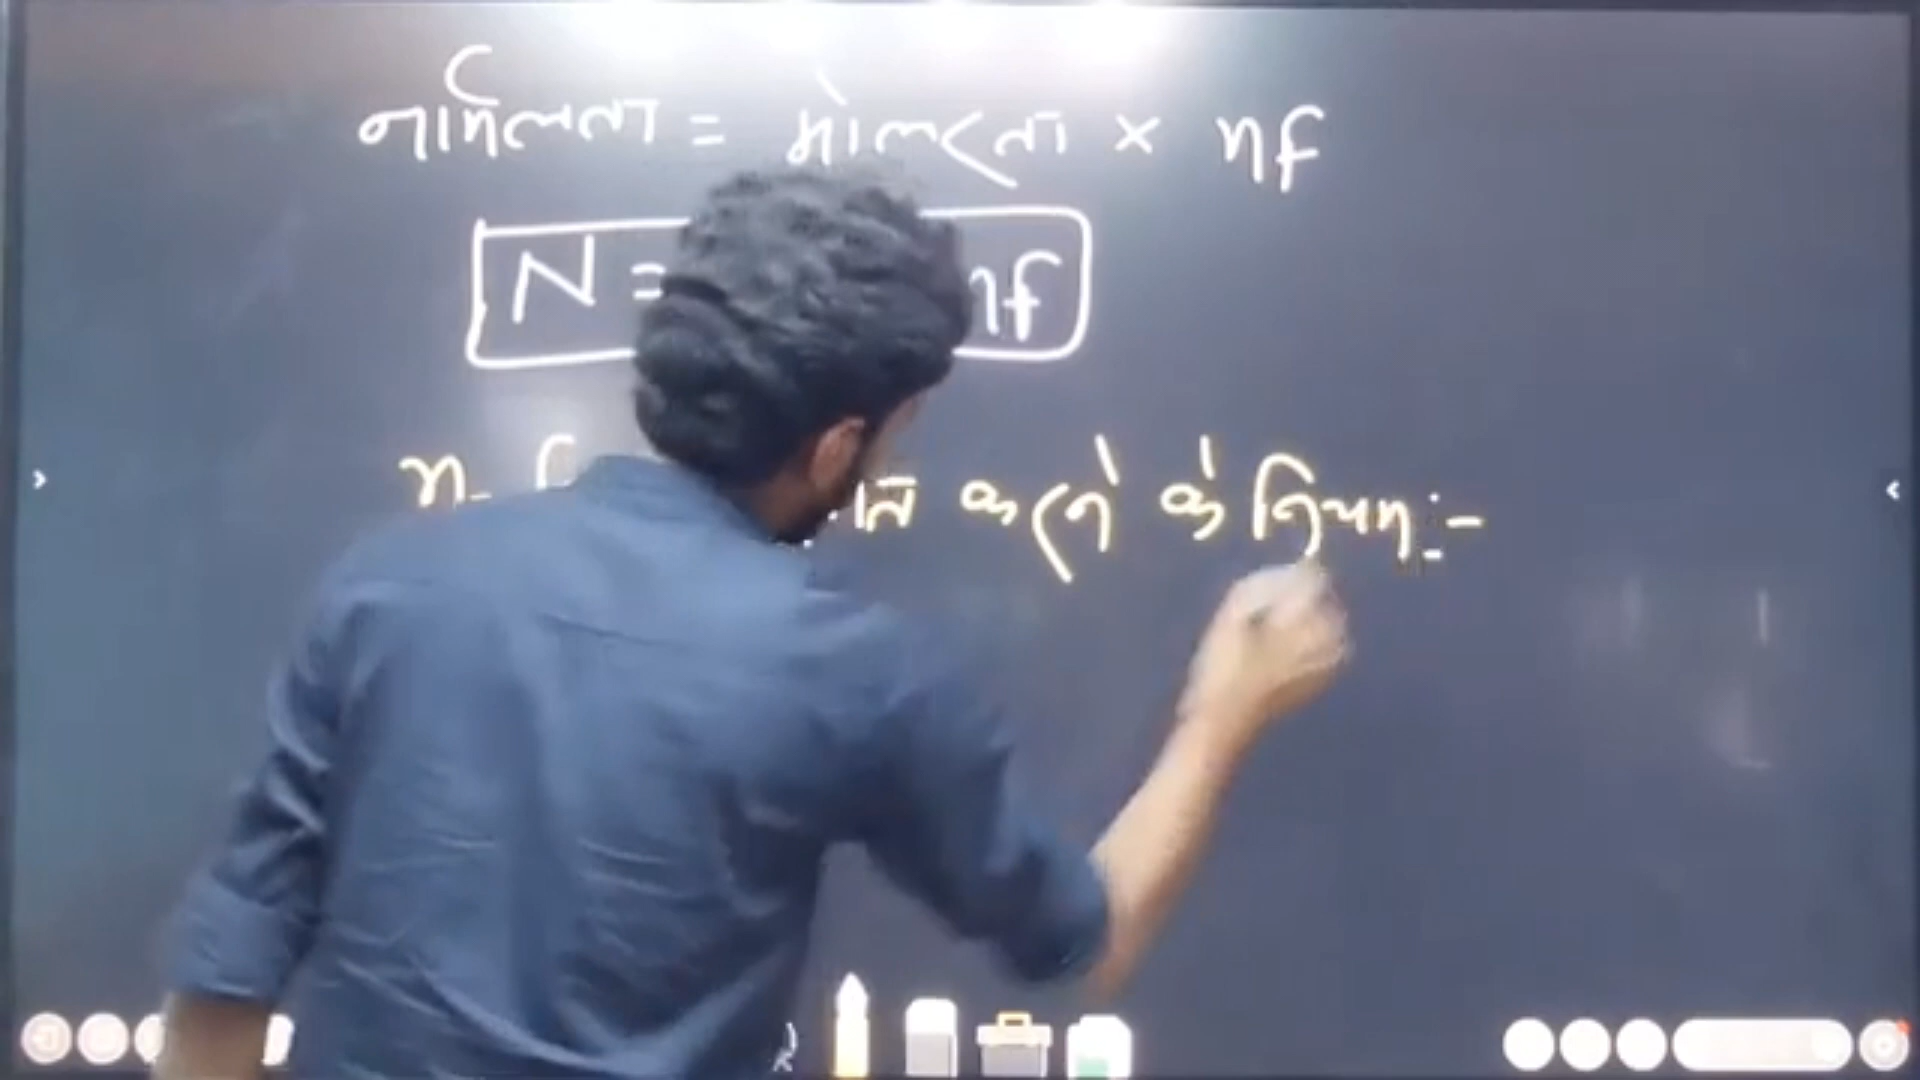 नार्मलता = मोलरता × nf
N = nf
n- करने के नियम :-